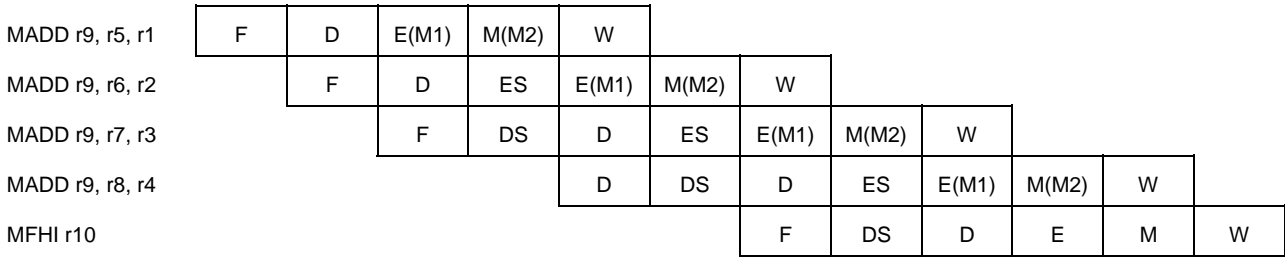 MADD r9, r5, r1 F D E(M1) M(M2) W
MADD r9, r6, r2 F D ES E(M1) M(M2) W
MADD r9, r7, r3 F DS D ES E(M1) M(M2) W
MADD r9, r8, r4 D DS D ES E(M1) M(M2) W
MFHI r10 F DS D E M W